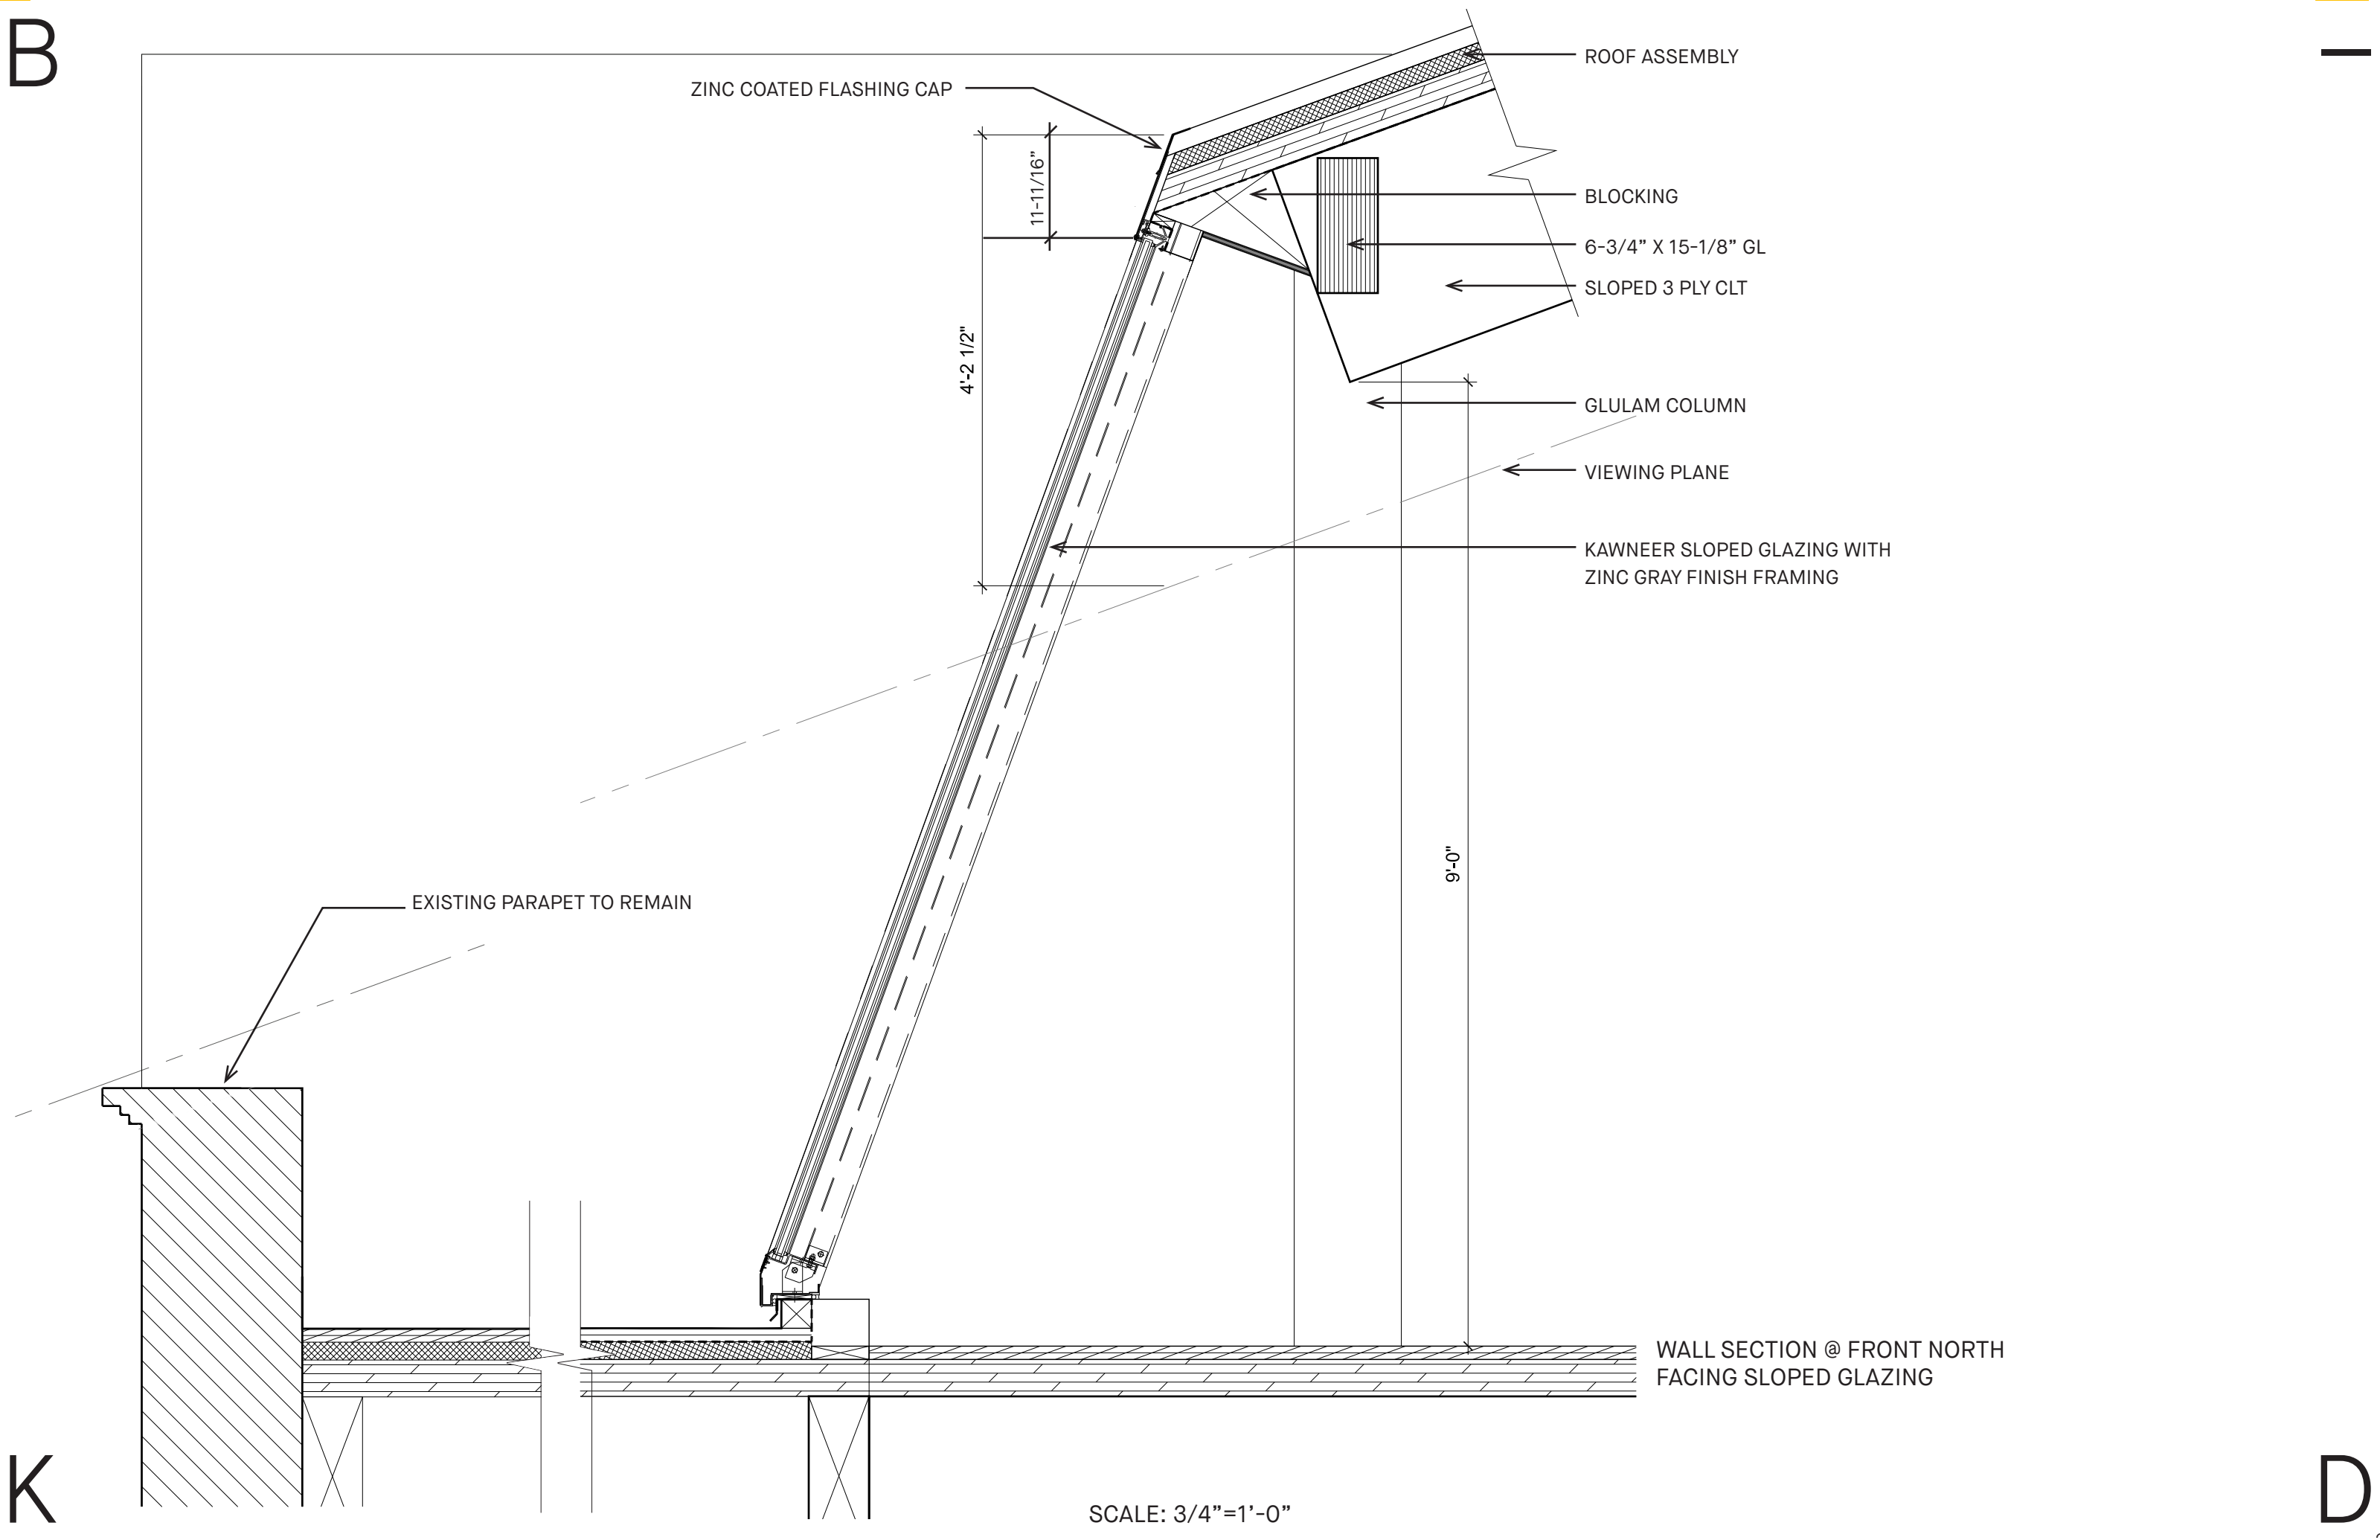 B
I
ROOF ASSEMBLY
ZINC COATED FLASHING CAP
11-11/16”
BLOCKING
6-3/4” X 15-1/8” GL
SLOPED 3 PLY CLT
4'-2 1/2"
GLULAM COLUMN
VIEWING PLANE
KAWNEER SLOPED GLAZING WITH
ZINC GRAY FINISH FRAMING
9'-0"
EXISTING PARAPET TO REMAIN
WALL SECTION @ FRONT NORTH
FACING SLOPED GLAZING
K
SCALE: 3/4”=1’-0”
D